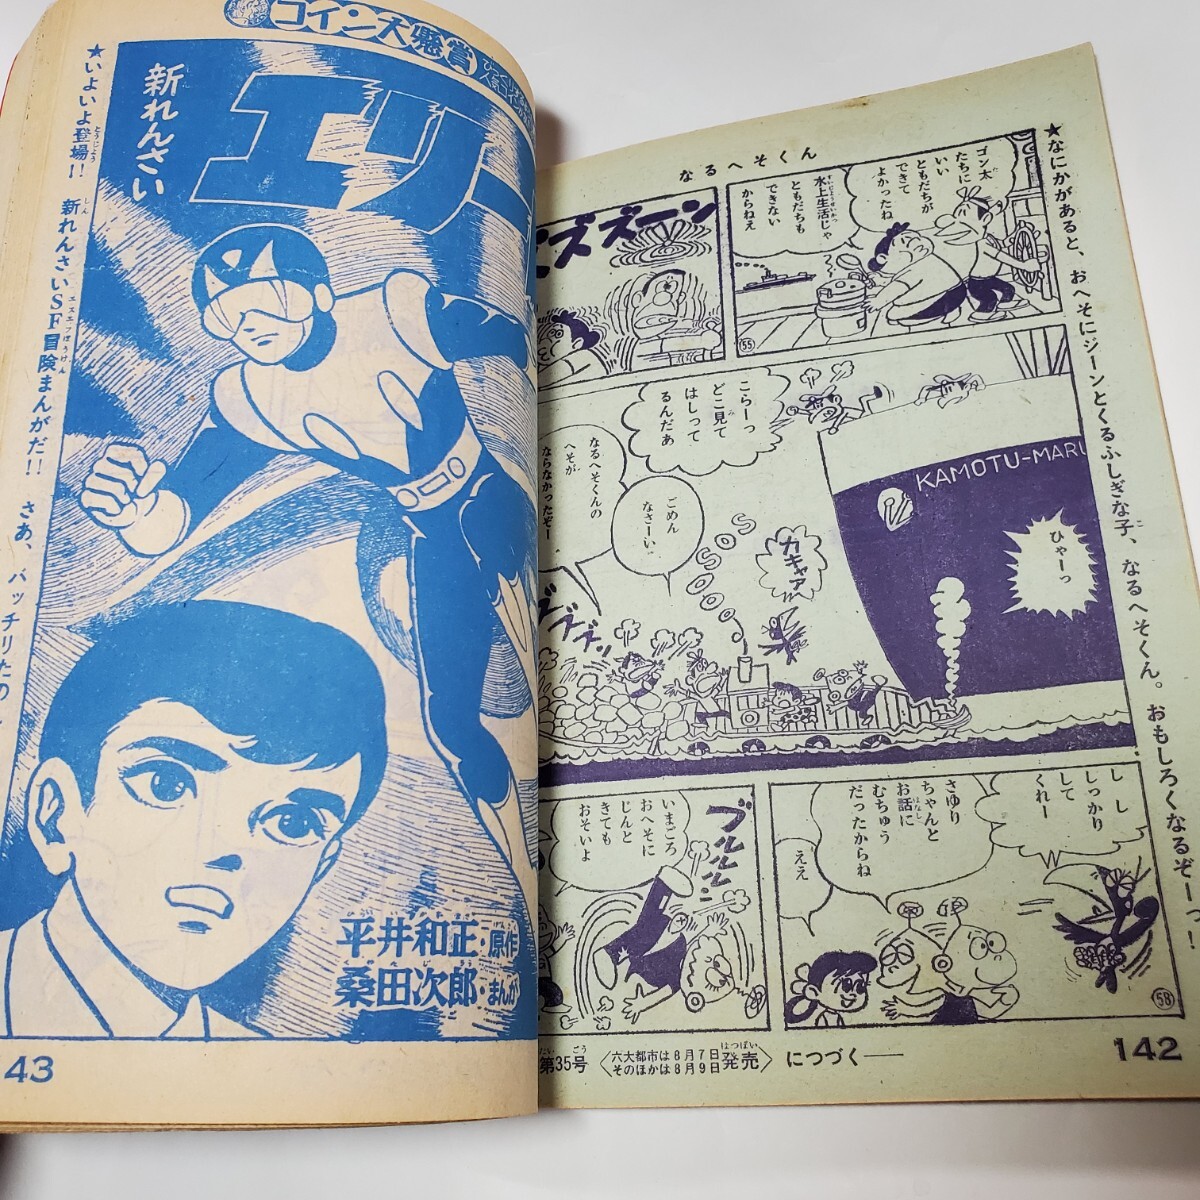 なるへそくん
★なにかがあると、おへそにジーンとくるふしぎな子、なるへそくん。おもしろくなるぞーっ!!
ゴン太
たちに
いい
ともだちが
できて
よかったね
水上生活じゃ
ともだちも
できない
からねえ
55
ズズーン
こらーっ
どこ見て
はしって
るんだあ
ごめん
なさーい
なるへそくんの
へそが
ならなかったぞー
KAMOTU-MARU
ひゃーっ
カキャァ
SOSOS
ズズズッ
し し
しっかり
して
くれー
さゆり
ちゃんと
お話に
むちゅう
だったからね
ええ
58
ブルルルン
いまごろ
おへそに
じんと
きても
おそいよ
第35号
〈六大都市は8月7日
そのほかは8月9日 発売〉
につづく――
142
コイン大懸賞
新れんさい
エリ
★いよいよ登場!! 新れんさいSF冒険まんがだ!! さあ、バッチリたの
平井和正・原作
桑田次郎・まんが
43